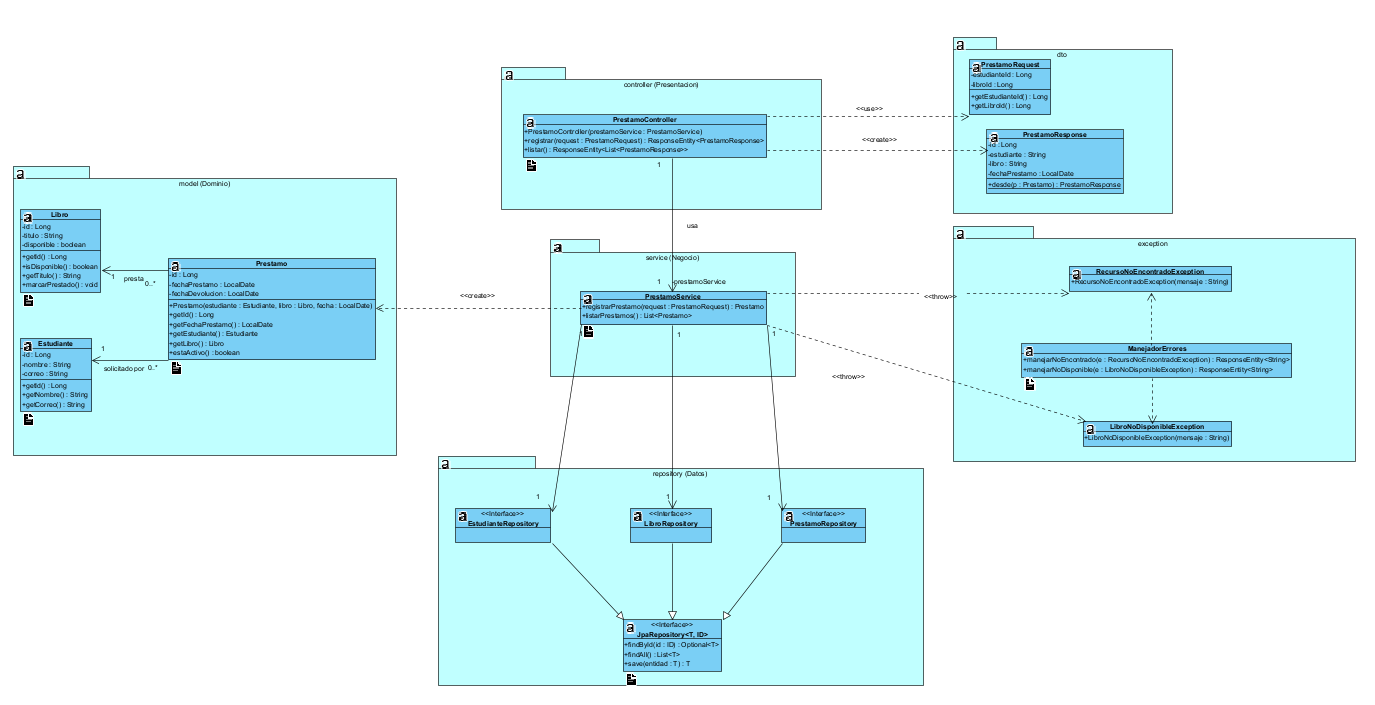 dto
PrestamoRequest
-estudianteId : Long
-libroId : Long
+getEstudianteId() : Long
+getLibroId() : Long
PrestamoResponse
-id : Long
-estudiante : String
-libro : String
-fechaPrestamo : LocalDate
+desde(p : Prestamo) : PrestamoResponse
controller (Presentacion)
PrestamoController
+PrestamoController(prestamoService : PrestamoService)
+registrar(request : PrestamoRequest) : ResponseEntity<PrestamoResponse>
+listar() : ResponseEntity<List<PrestamoResponse>>
<<use>>
<<create>>
1
usa
1
-prestamoService
model (Dominio)
Libro
-id : Long
-titulo : String
-disponible : boolean
+getId() : Long
+isDisponible() : boolean
+getTitulo() : String
+marcarPrestado() : void
1
presta
0..*
Prestamo
-id : Long
-fechaPrestamo : LocalDate
-fechaDevolucion : LocalDate
+Prestamo(estudiante : Estudiante, libro : Libro, fecha : LocalDate)
+getId() : Long
+getFechaPrestamo() : LocalDate
+getEstudiante() : Estudiante
+getLibro() : Libro
+estaActivo() : boolean
Estudiante
-id : Long
-nombre : String
-correo : String
+getId() : Long
+getNombre() : String
+getCorreo() : String
1
solicitado por
0..*
<<create>>
service (Negocio)
PrestamoService
+registrarPrestamo(request : PrestamoRequest) : Prestamo
+listarPrestamos() : List<Prestamo>
1
1
1
<<throw>>
<<throw>>
exception
RecursoNoEncontradoException
+RecursoNoEncontradoException(mensaje : String)
ManejadorErrores
+manejarNoEncontrado(e : RecursoNoEncontradoException) : ResponseEntity<String>
+manejarNoDisponible(e : LibroNoDisponibleException) : ResponseEntity<String>
LibroNoDisponibleException
+LibroNoDisponibleException(mensaje : String)
repository (Datos)
1
1
1
<<Interface>>
EstudianteRepository
<<Interface>>
LibroRepository
<<Interface>>
PrestamoRepository
<<Interface>>
JpaRepository<T, ID>
+findById(id : ID) : Optional<T>
+findAll() : List<T>
+save(entidad : T) : T